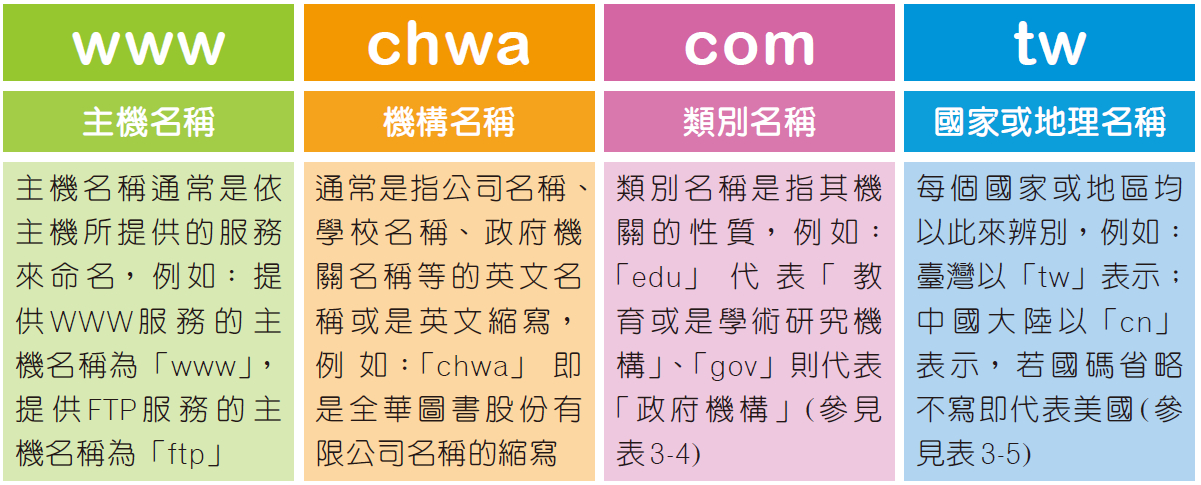 www
主機名稱
主機名稱通常是依
主機所提供的服務
來命名，例如：提
供WWW服務的主
機名稱為「www」，
提供FTP服務的主
機名稱為「ftp」
chwa
機構名稱
通常是指公司名稱、
學校名稱、政府機
關名稱等的英文名
稱或是英文縮寫，
例如：「chwa」即
是全華圖書股份有
限公司名稱的縮寫
com
類別名稱
類別名稱是指其機
關的性質，例如：
「edu」代表「教
育或是學術研究機
構」、「gov」則代表
「政府機構」(參見
表3-4)
tw
國家或地理名稱
每個國家或地區均
以此來辨別，例如：
臺灣以「tw」表示；
中國大陸以「cn」
表示，若國碼省略
不寫即代表美國(參
見表3-5)